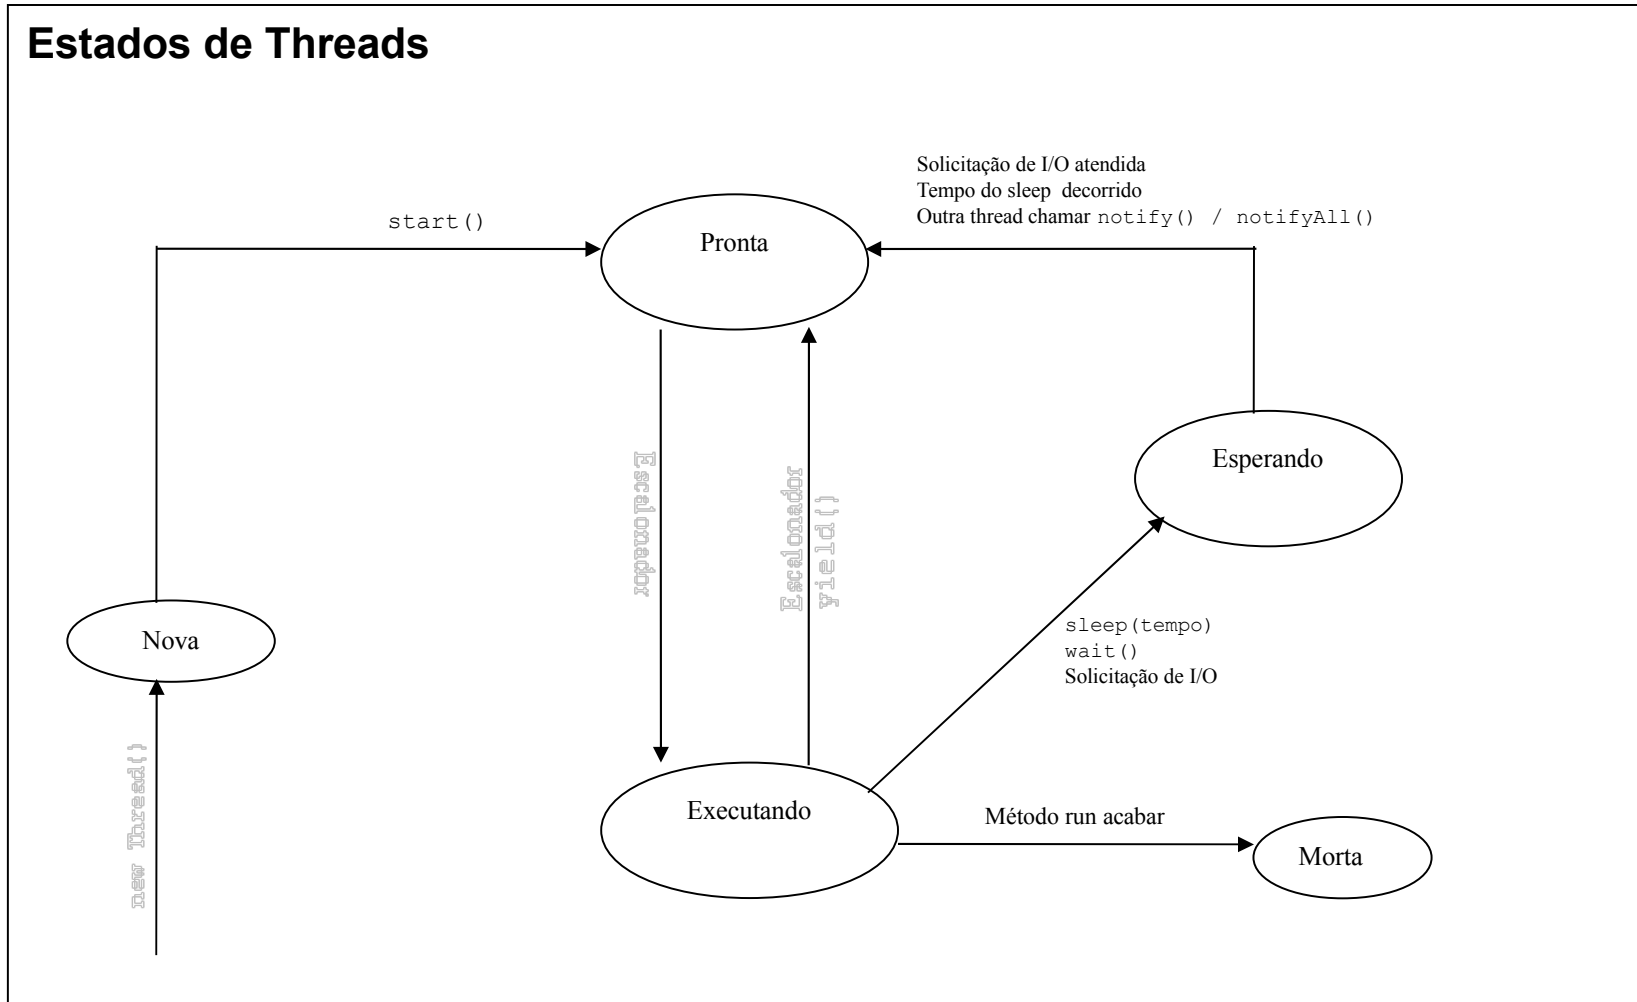 Estados de Threads
Solicitação de I/O atendida
Tempo do sleep decorrido
Outra thread chamar notify() / notifyAll()
start()
Pronta
Esperando
Escalonador
Escalonador
yield()
sleep(tempo)
wait()
Solicitação de I/O
Nova
new Thread()
Executando
Método run acabar
Morta